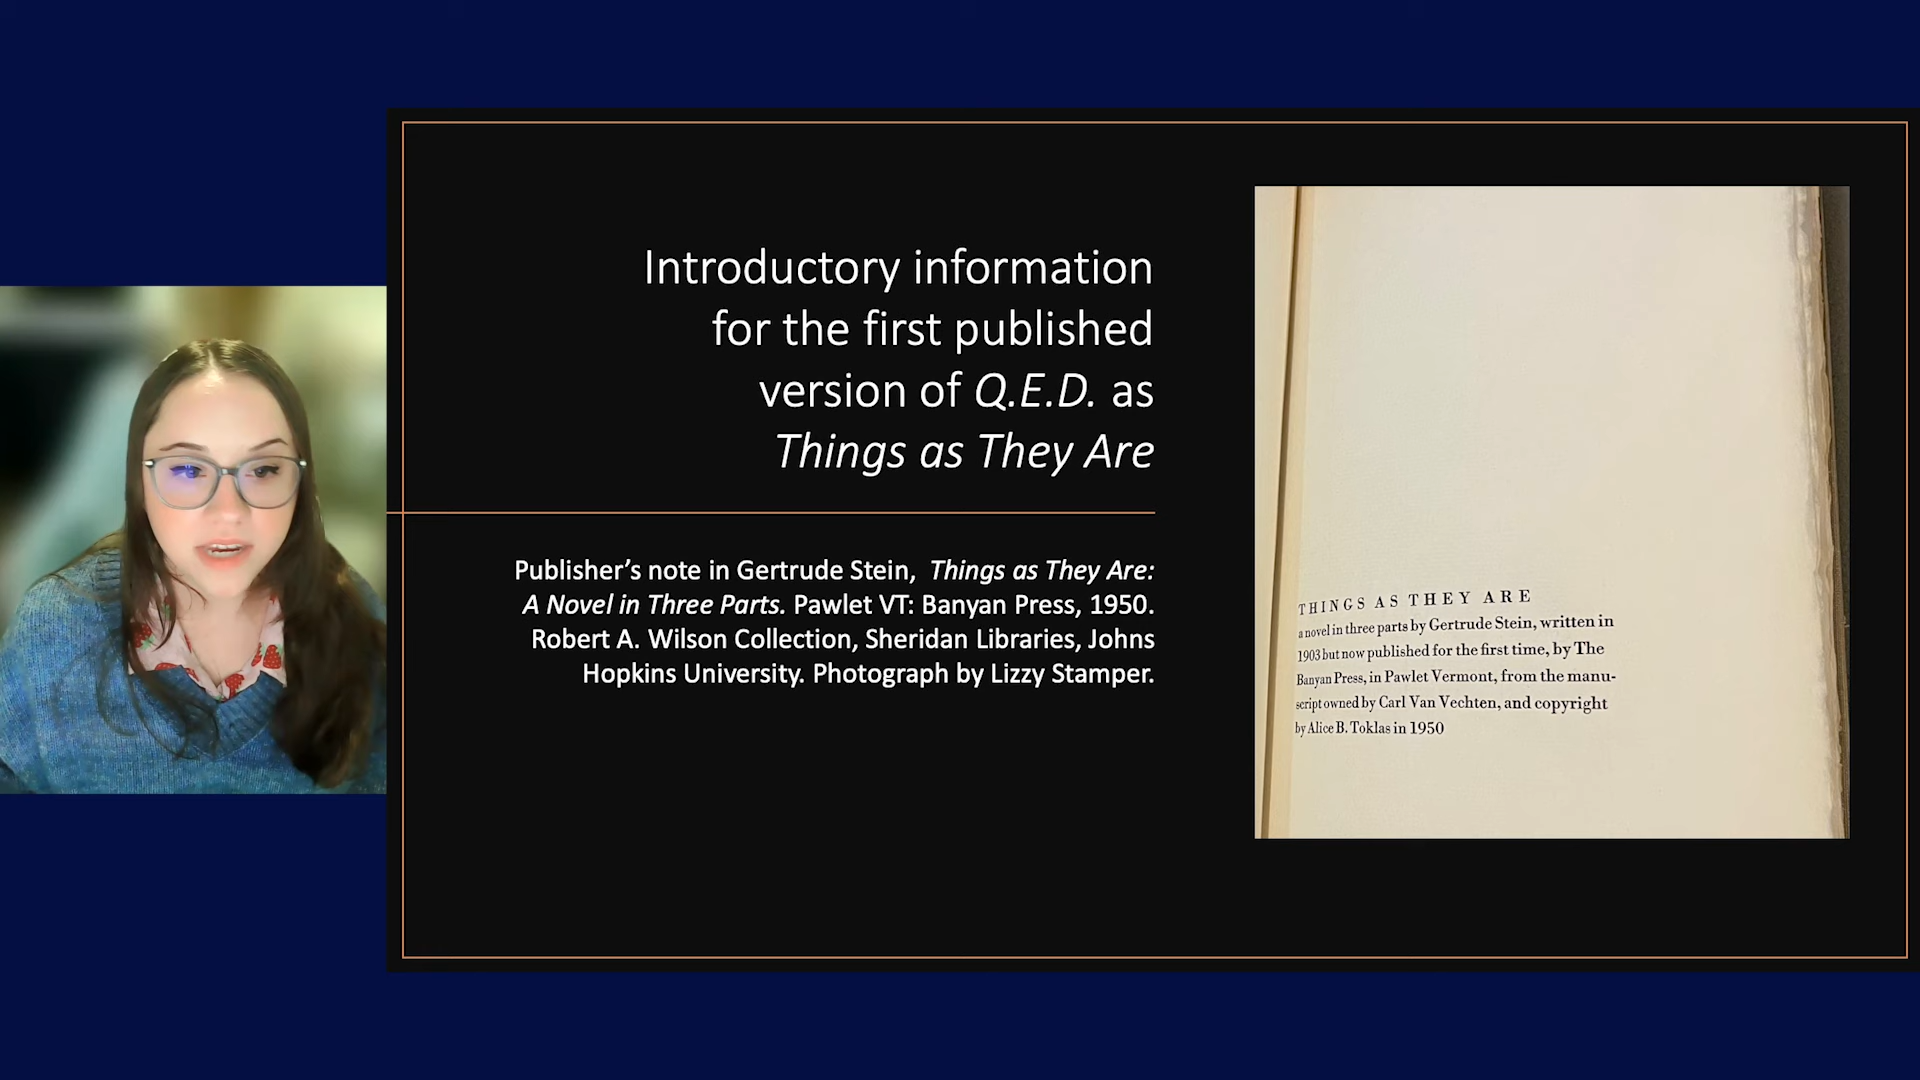 Introductory information
for the first published
version of Q.E.D. as
Things as They Are
Publisher’s note in Gertrude Stein, Things as They Are:
A Novel in Three Parts. Pawlet VT: Banyan Press, 1950.
Robert A. Wilson Collection, Sheridan Libraries, Johns
Hopkins University. Photograph by Lizzy Stamper.
THINGS AS THEY ARE
a novel in three parts by Gertrude Stein, written in
1903 but now published for the first time, by The
Banyan Press, in Pawlet Vermont, from the manu-
script owned by Carl Van Vechten, and copyright
by Alice B. Toklas in 1950